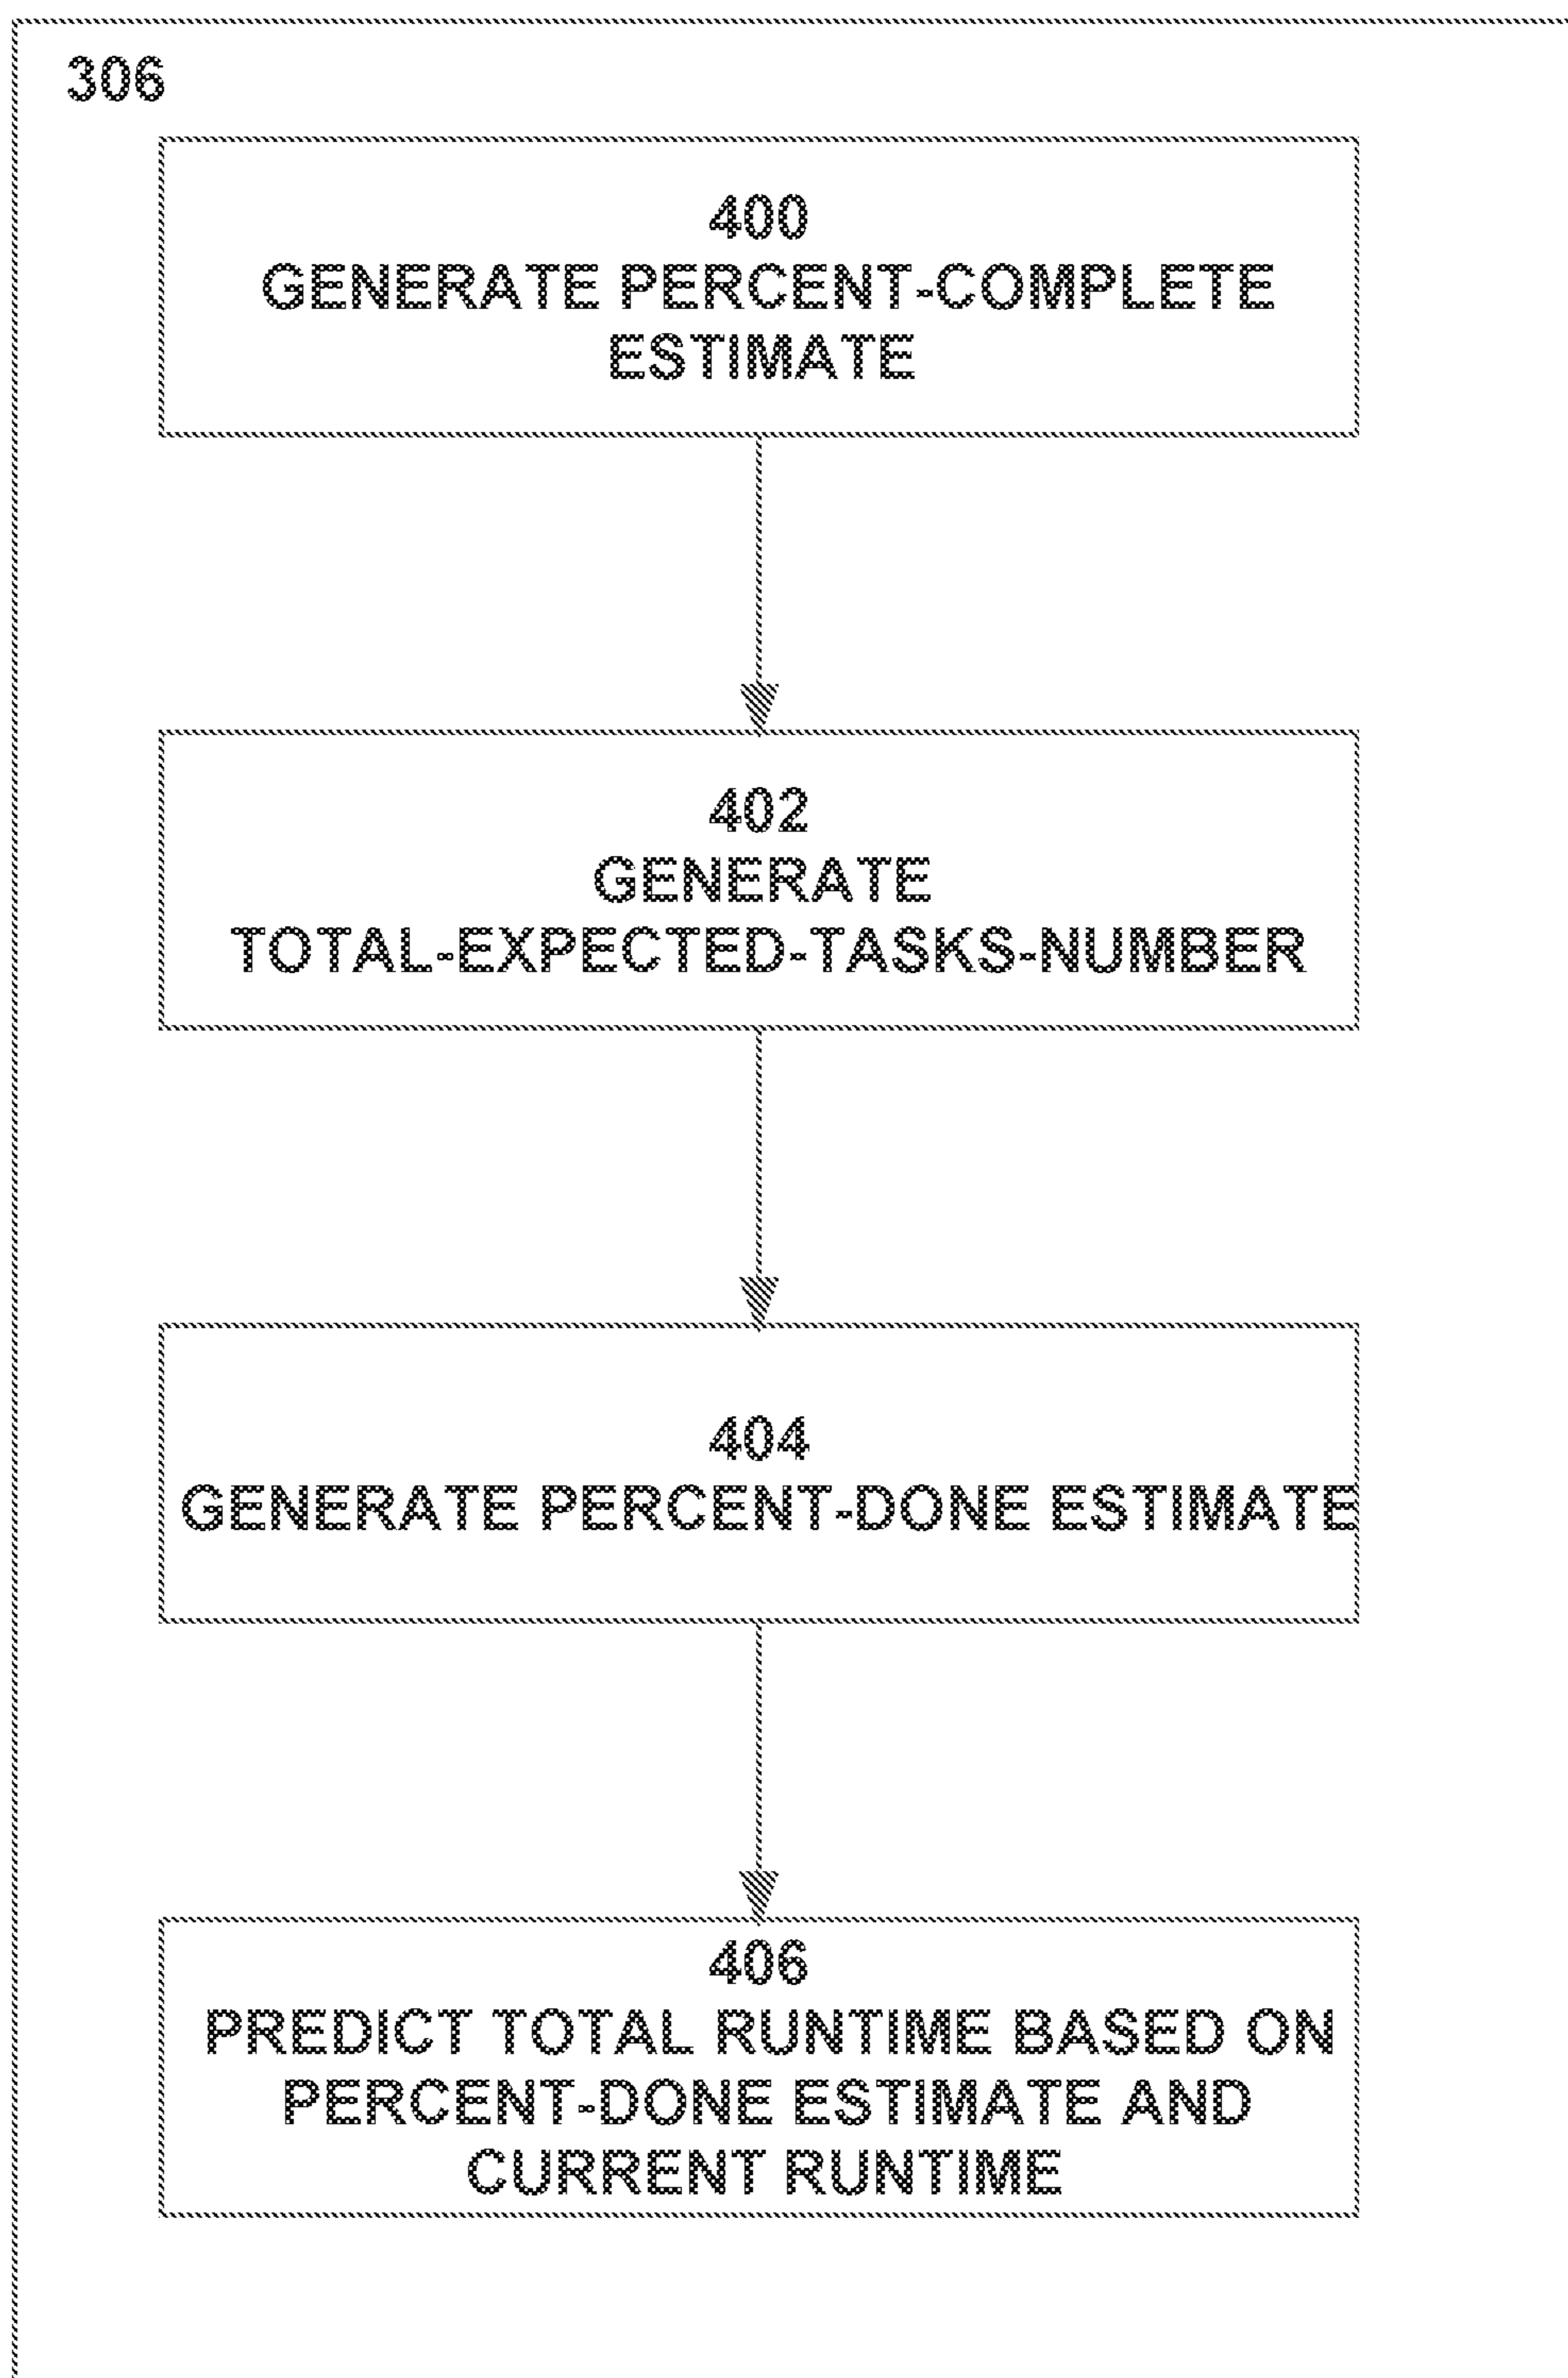 306
400
GENERATE PERCENT-COMPLETE
ESTIMATE
402
GENERATE
TOTAL-EXPECTED-TASKS-NUMBER
404
GENERATE PERCENT-DONE ESTIMATE
406
PREDICT TOTAL RUNTIME BASED ON
PERCENT-DONE ESTIMATE AND
CURRENT RUNTIME